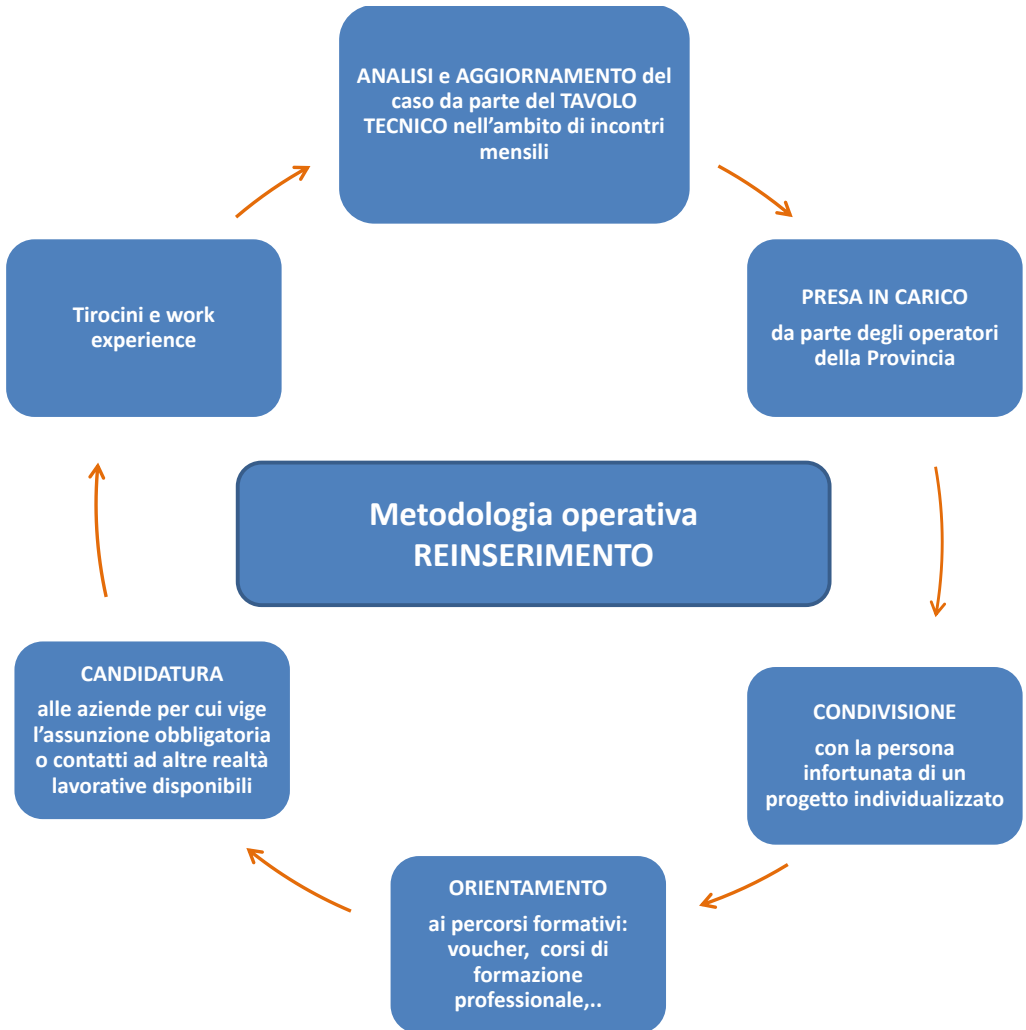 ANALISI e AGGIORNAMENTO del
caso da parte del TAVOLO
TECNICO nell’ambito di incontri
mensili
PRESA IN CARICO
da parte degli operatori
della Provincia
CONDIVISIONE
con la persona
infortunata di un
progetto individualizzato
ORIENTAMENTO
ai percorsi formativi:
voucher, corsi di
formazione
professionale,..
CANDIDATURA
alle aziende per cui vige
l’assunzione obbligatoria
o contatti ad altre realtà
lavorative disponibili
Tirocini e work
experience
Metodologia operativa
REINSERIMENTO